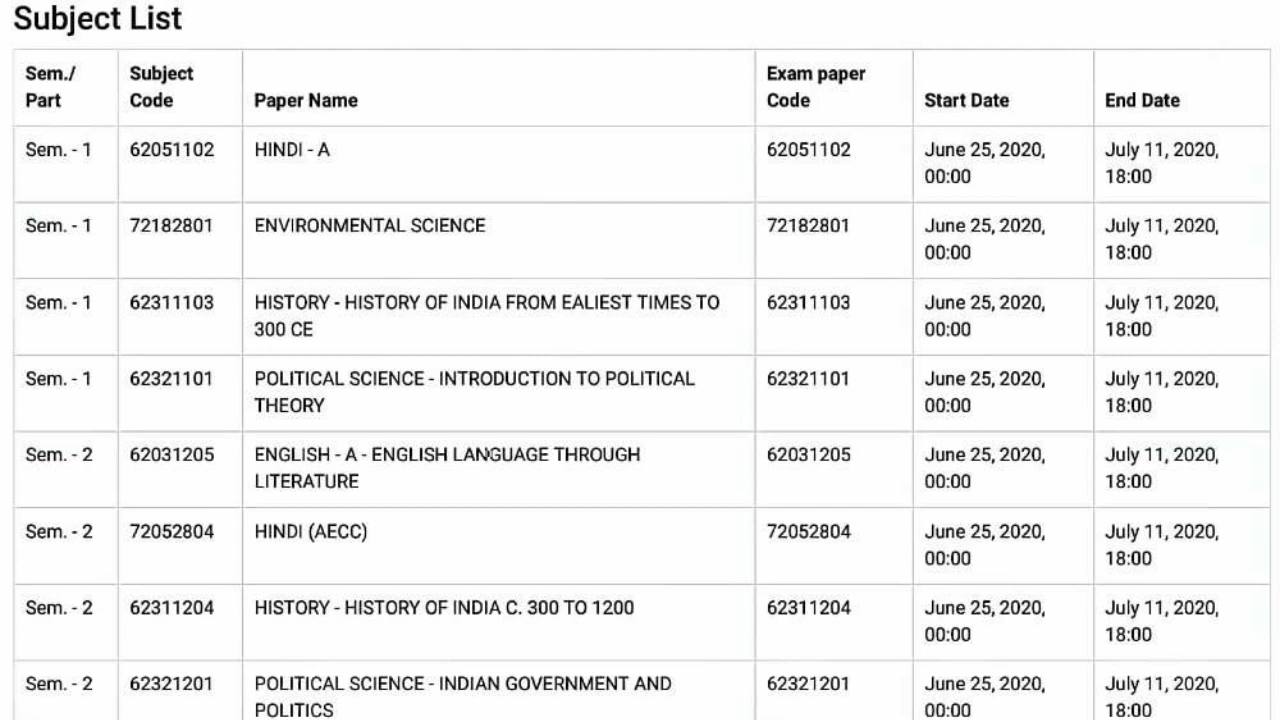 Subject List
Sem./ Part Subject Code Paper Name Exam paper Code Start Date End Date
Sem. - 1 62051102 HINDI - A 62051102 June 25, 2020, 00:00 July 11, 2020, 18:00
Sem. - 1 72182801 ENVIRONMENTAL SCIENCE 72182801 June 25, 2020, 00:00 July 11, 2020, 18:00
Sem. - 1 62311103 HISTORY - HISTORY OF INDIA FROM EALIEST TIMES TO 300 CE 62311103 June 25, 2020, 00:00 July 11, 2020, 18:00
Sem. - 1 62321101 POLITICAL SCIENCE - INTRODUCTION TO POLITICAL THEORY 62321101 June 25, 2020, 00:00 July 11, 2020, 18:00
Sem. - 2 62031205 ENGLISH - A - ENGLISH LANGUAGE THROUGH LITERATURE 62031205 June 25, 2020, 00:00 July 11, 2020, 18:00
Sem. - 2 72052804 HINDI (AECC) 72052804 June 25, 2020, 00:00 July 11, 2020, 18:00
Sem. - 2 62311204 HISTORY - HISTORY OF INDIA C. 300 TO 1200 62311204 June 25, 2020, 00:00 July 11, 2020, 18:00
Sem. - 2 62321201 POLITICAL SCIENCE - INDIAN GOVERNMENT AND POLITICS 62321201 June 25, 2020, 00:00 July 11, 2020, 18:00